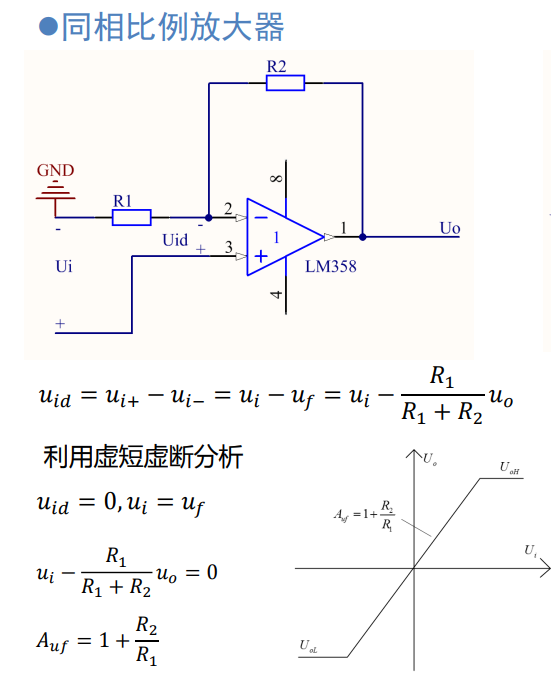 ●同相比例放大器
R2
GND
8
R1
2
-
-
−
1
1
Uo
Uid
+
3
+
Ui
LM358
4
+
u_{id} = u_{i+} − u_{i−} = u_i − u_f = u_i − \frac{R_1}{R_1 + R_2} u_o
利用虚短虚断分析
u_{id} = 0, u_i = u_f
u_i − \frac{R_1}{R_1 + R_2} u_o = 0
A_{uf} = 1 + \frac{R_2}{R_1}
U_o
U_{oH}
A_{uf} = 1 + \frac{R_2}{R_1}
U_i
U_{oL}